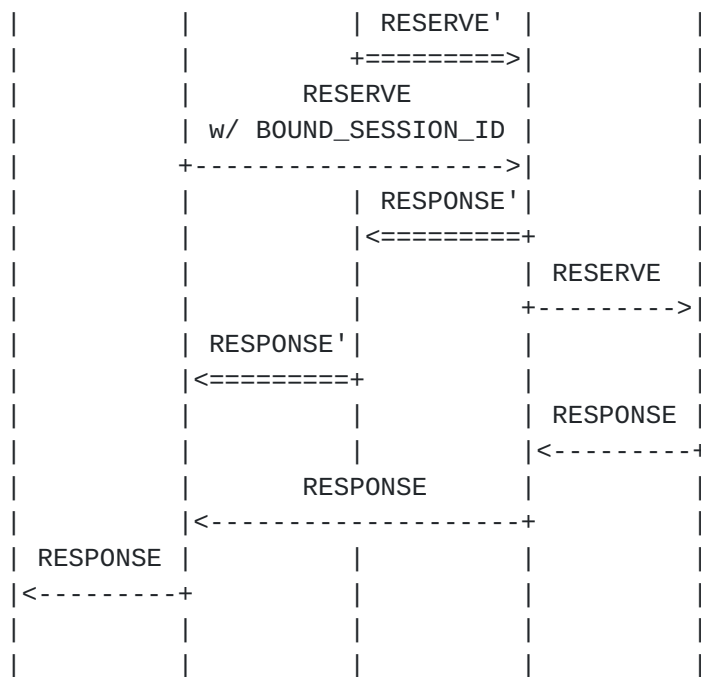 RESERVE'
RESERVE
w/ BOUND_SESSION_ID
RESPONSE'
RESERVE
RESPONSE'
RESPONSE
RESPONSE
RESPONSE